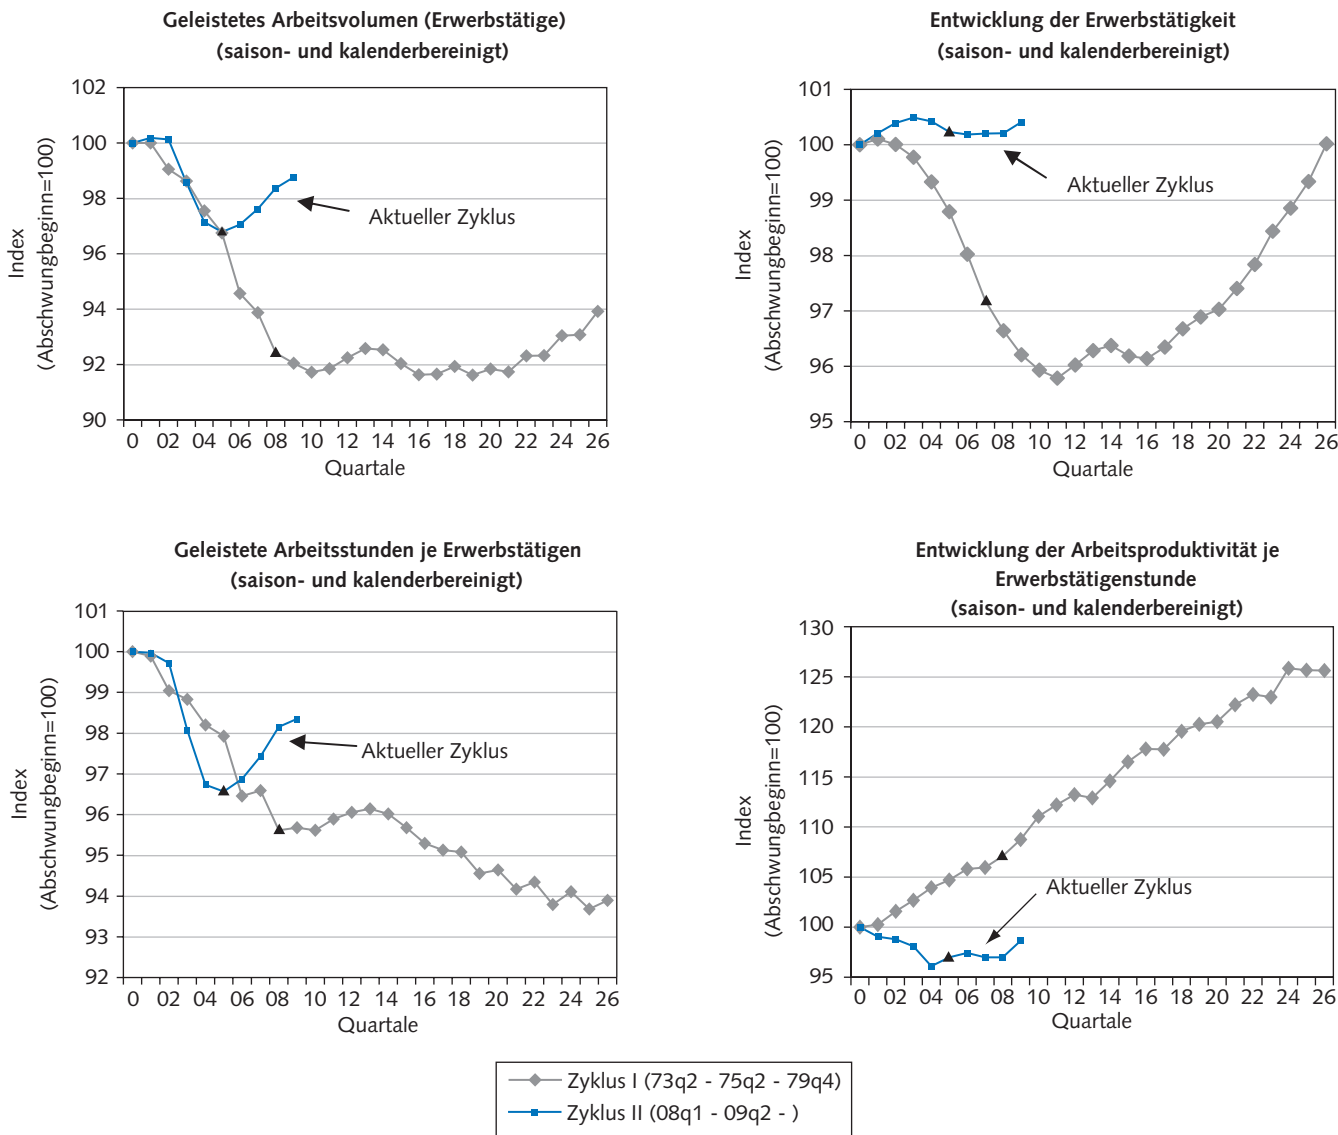 Geleistetes Arbeitsvolumen (Erwerbstätige)
(saison- und kalenderbereinigt)
Index
(Abschwungbeginn=100)
102
100
98
96
94
92
90
Aktueller Zyklus
0 02 04 06 08 10 12 14 16 18 20 22 24 26
Quartale
Entwicklung der Erwerbstätigkeit
(saison- und kalenderbereinigt)
Index
(Abschwungbeginn=100)
101
100
99
98
97
96
95
Aktueller Zyklus
0 02 04 06 08 10 12 14 16 18 20 22 24 26
Quartale
Geleistete Arbeitsstunden je Erwerbstätigen
(saison- und kalenderbereinigt)
Index
(Abschwungbeginn=100)
101
100
99
98
97
96
95
94
93
92
Aktueller Zyklus
0 02 04 06 08 10 12 14 16 18 20 22 24 26
Quartale
Entwicklung der Arbeitsproduktivität je
Erwerbstätigenstunde
(saison- und kalenderbereinigt)
Index
(Abschwungbeginn=100)
130
125
120
115
110
105
100
95
Aktueller Zyklus
0 02 04 06 08 10 12 14 16 18 20 22 24 26
Quartale
Zyklus I (73q2 - 75q2 - 79q4)
Zyklus II (08q1 - 09q2 - )